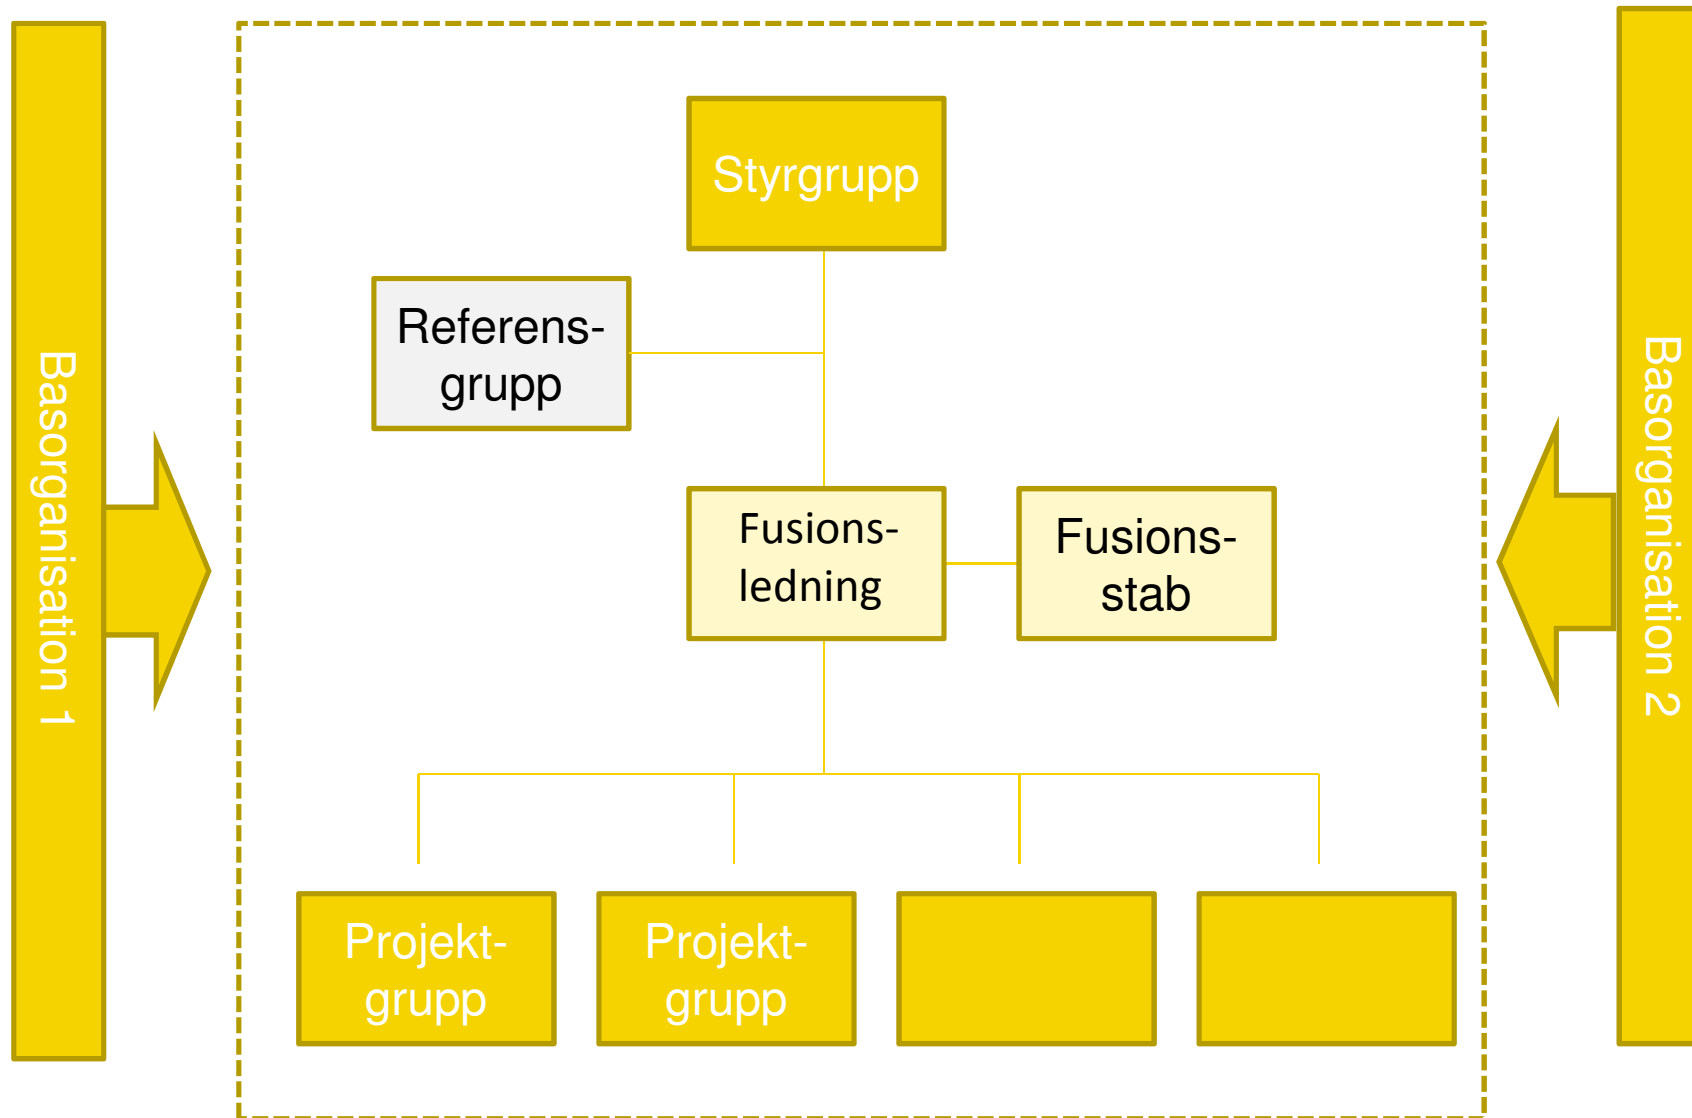 Basorganisation 1
Styrgrupp
Referens-
grupp
Fusions-
ledning
Fusions-
stab
Projekt-
grupp
Projekt-
grupp
Basorganisation 2